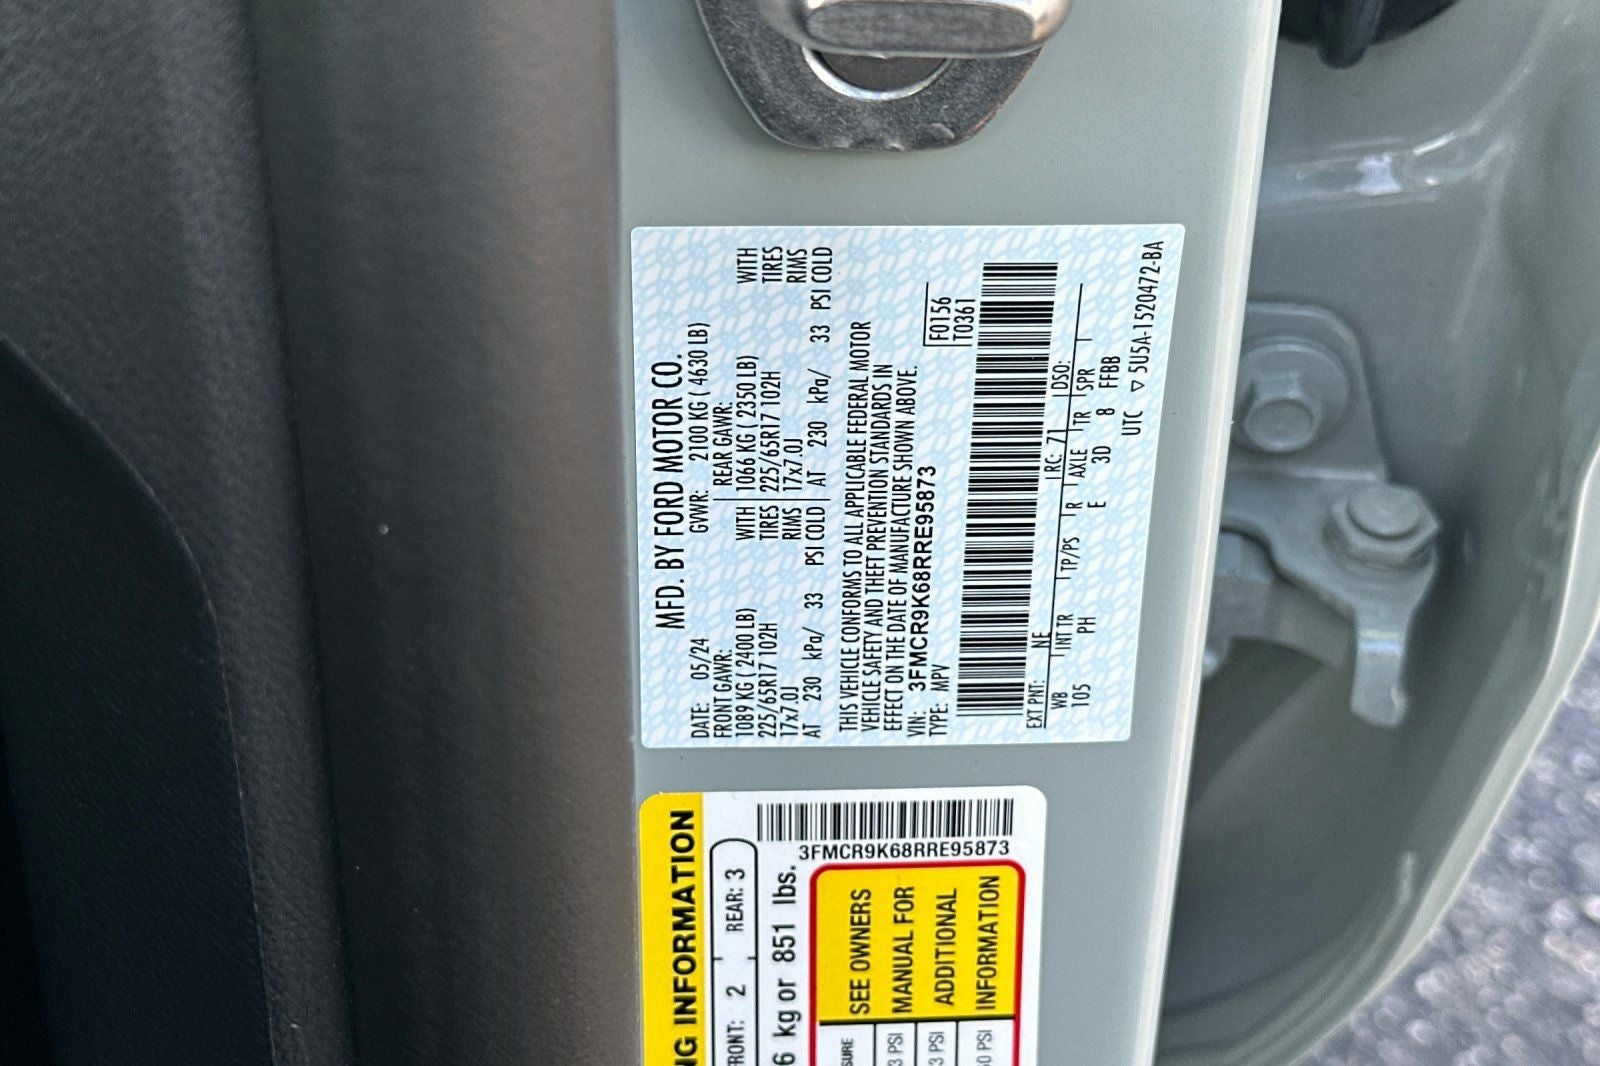 MFD. BY FORD MOTOR CO.
DATE: 05/24 GVWR: 2100 KG ( 4630 LB)
FRONT GAWR: REAR GAWR:
1089 KG ( 2400 LB) WITH 1066 KG ( 2350 LB) WITH
225/65R17 102H TIRES 225/65R17 102H TIRES
17x7.0J RIMS 17x7.0J RIMS
AT 230 kPa/ 33 PSI COLD AT 230 kPa/ 33 PSI COLD
THIS VEHICLE CONFORMS TO ALL APPLICABLE FEDERAL MOTOR
VEHICLE SAFETY AND THEFT PREVENTION STANDARDS IN
EFFECT ON THE DATE OF MANUFACTURE SHOWN ABOVE.
VIN: 3FMCR9K68RRE95873 F0156
TYPE: MPV T0361
EXT PNT: NE RC: 71 DSO:
WB INT TR TP/PS R AXLE TR SPR
105 PH E 3D 8 FFBB
UTC ▽ 5U5A-1520472-BA
INFORMATION
2 REAR: 3
kg or 851 lbs.
3FMCR9K68RRE95873
SEE OWNERS
MANUAL FOR
ADDITIONAL
INFORMATION
PSI
PSI
PSI